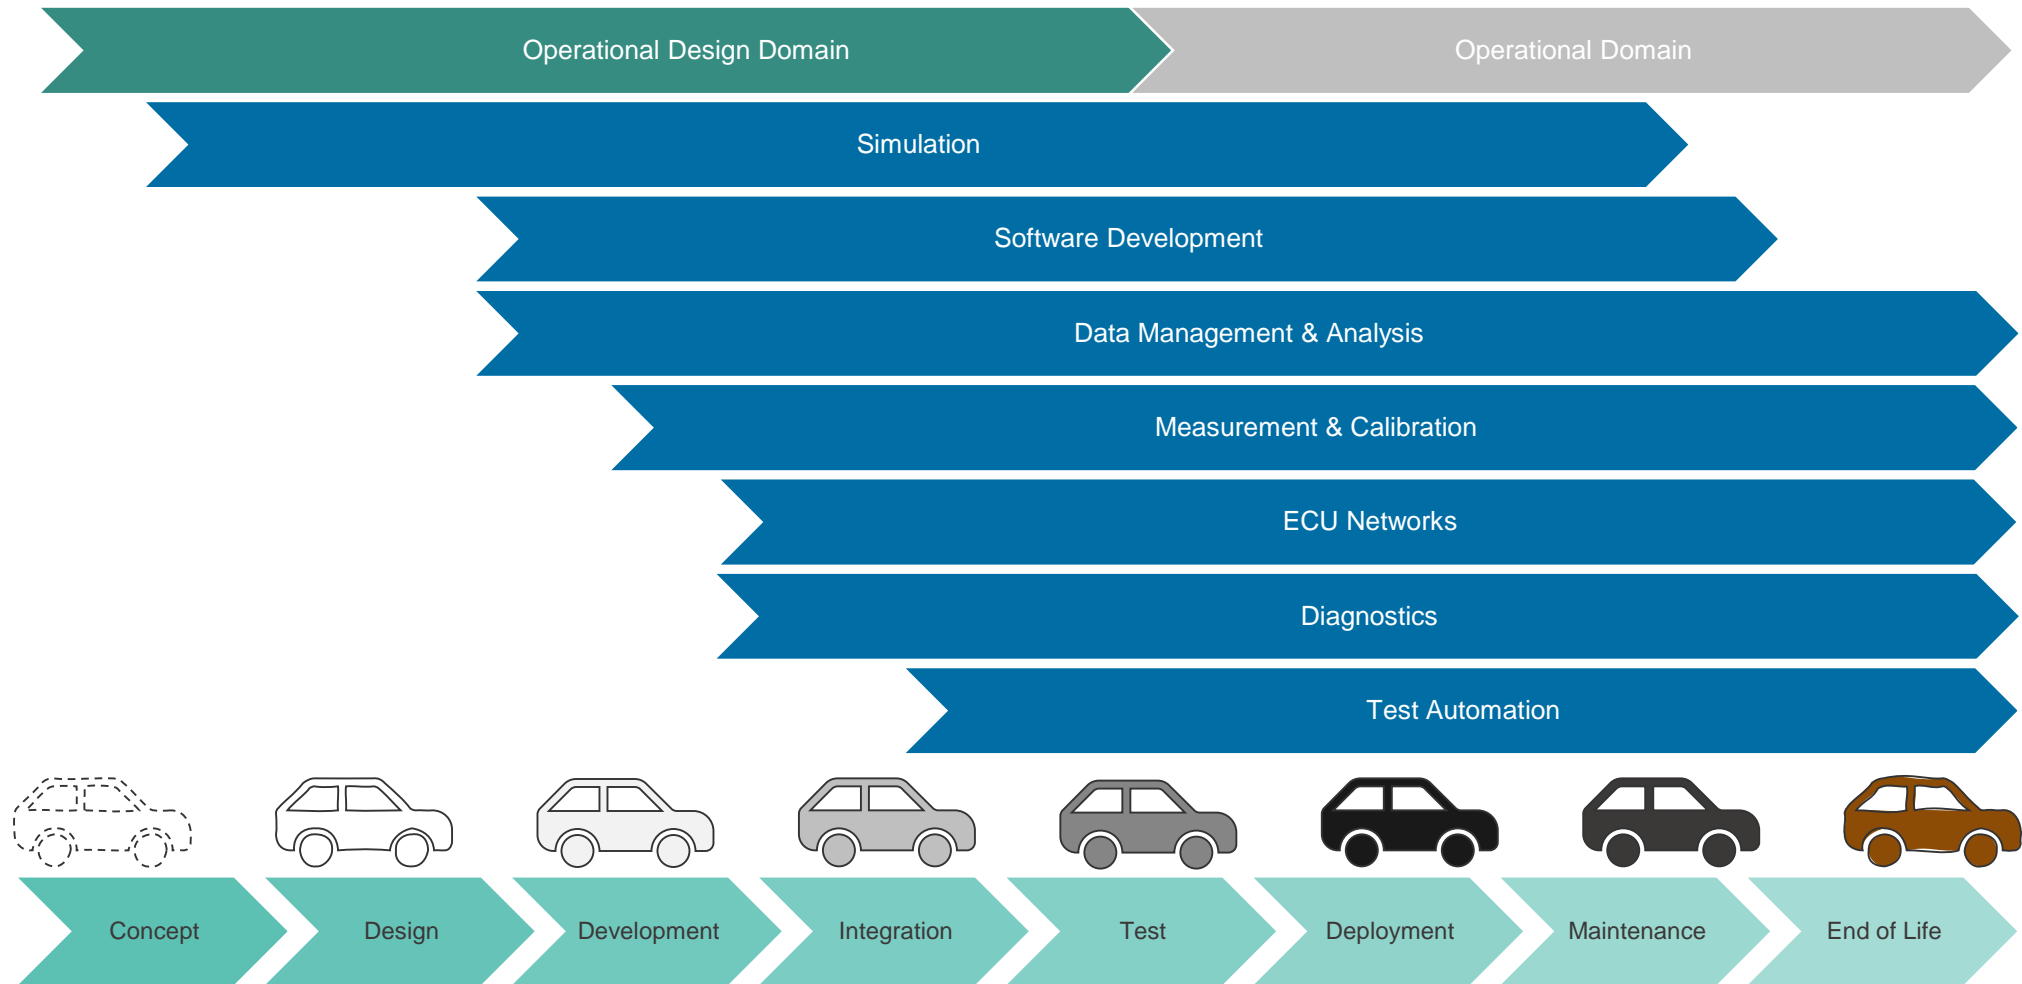 Operational Design Domain
Operational Domain
Simulation
Software Development
Data Management & Analysis
Measurement & Calibration
ECU Networks
Diagnostics
Test Automation
Concept
Design
Development
Integration
Test
Deployment
Maintenance
End of Life